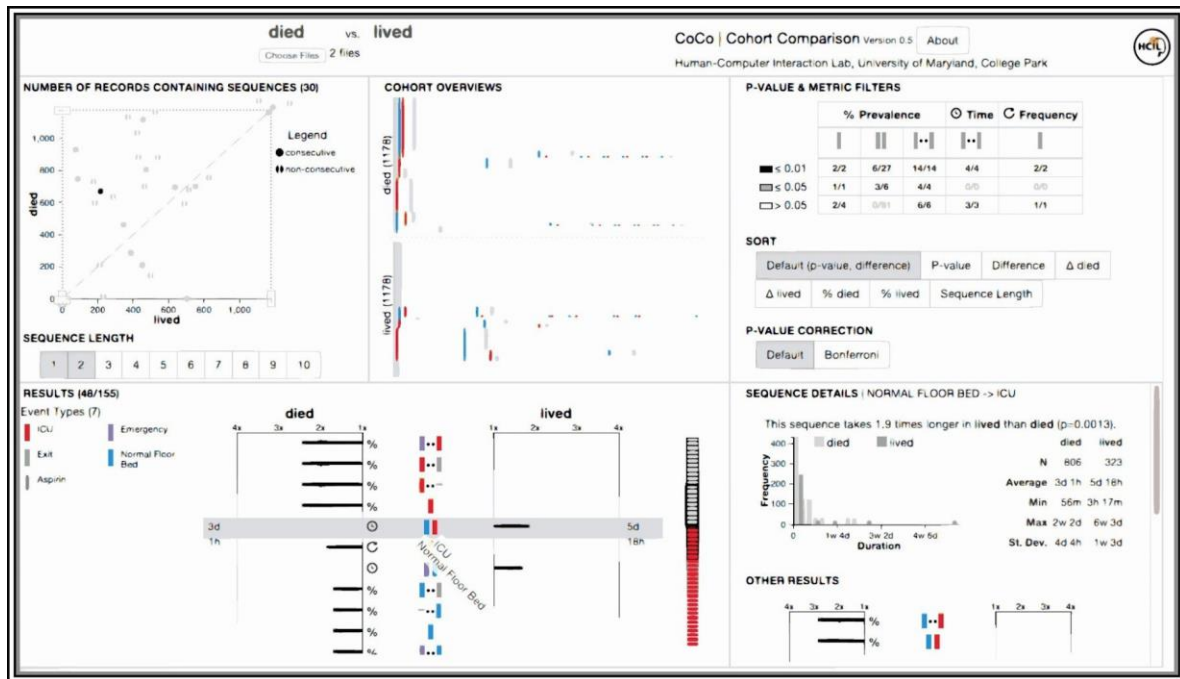 died vs. lived
Choose Files 2 files
CoCo | Cohort Comparison Version 0.5 About
Human-Computer Interaction Lab, University of Maryland, College Park
HCIL
NUMBER OF RECORDS CONTAINING SEQUENCES (30)
Legend
consecutive
non-consecutive
1,000
800
600
400
200
0
died
0 200 400 600 800 1,000
lived
SEQUENCE LENGTH
1 2 3 4 5 6 7 8 9 10
COHORT OVERVIEWS
died (1178)
lived (1178)
P-VALUE & METRIC FILTERS
% Prevalence Time Frequency
≤ 0.01 2/2 6/27 14/14 4/4 2/2
≤ 0.05 1/1 3/6 4/4 0/0 0/0
> 0.05 2/4 0/91 6/6 3/3 1/1
SORT
Default (p-value, difference) P-value Difference Δ died
Δ lived % died % lived Sequence Length
P-VALUE CORRECTION
Default Bonferroni
RESULTS (48/155)
Event Types (7)
ICU Emergency
Exit Normal Floor
Bed
Aspirin
died lived
4x 3x 2x 1x 1x 2x 3x 4x
%
%
%
%
3d 5d
1h 18h
ICU
Normal Floor Bed
%
%
%
%
SEQUENCE DETAILS | NORMAL FLOOR BED -> ICU
This sequence takes 1.9 times longer in lived than died (p=0.0013).
400
300
200
100
0
Frequency
died lived
0 1w 4d 3w 2d 4w 6d
Duration
died lived
N 806 323
Average 3d 1h 5d 18h
Min 56m 3h 17m
Max 2w 2d 6w 3d
St. Dev. 4d 4h 1w 3d
OTHER RESULTS
4x 3x 2x 1x 1x 2x 3x 4x
%
%